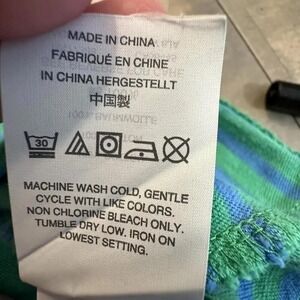 MADE IN CHINA
FABRIQUÉ EN CHINE
IN CHINA HERGESTELLT
中国製
30
MACHINE WASH COLD, GENTLE
CYCLE WITH LIKE COLORS.
NON CHLORINE BLEACH ONLY.
TUMBLE DRY LOW. IRON ON
LOWEST SETTING.